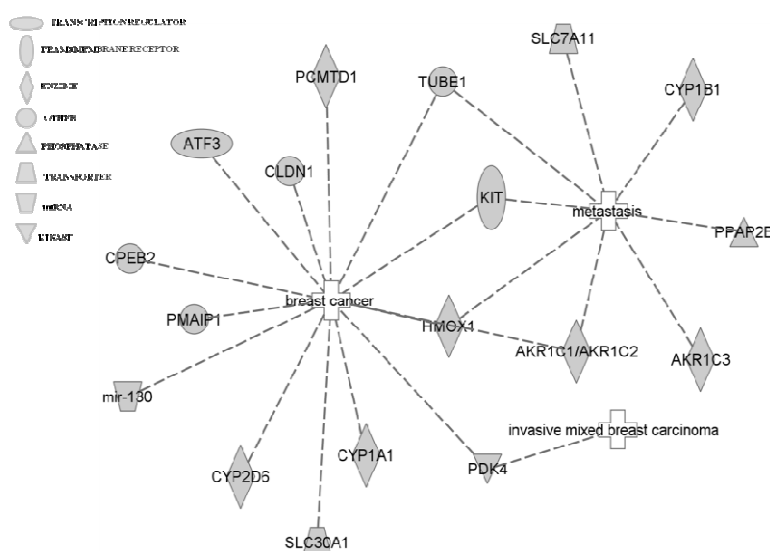 TRANSCRIPTION REGULATOR
TRANSMEMBRANE RECEPTOR
ENZYME
OTHER
PHOSPHATASE
TRANSPORTER
miRNA
KINASE
SLC7A11
PCMTD1
TUBE1
CYP1B1
ATF3
CLDN1
KIT
metastasis
PPAP2B
CPEB2
breast cancer
PMAIP1
HMOX1
AKR1C1/AKR1C2
AKR1C3
mir-130
invasive mixed breast carcinoma
CYP1A1
PDK4
CYP2D6
SLC30A1